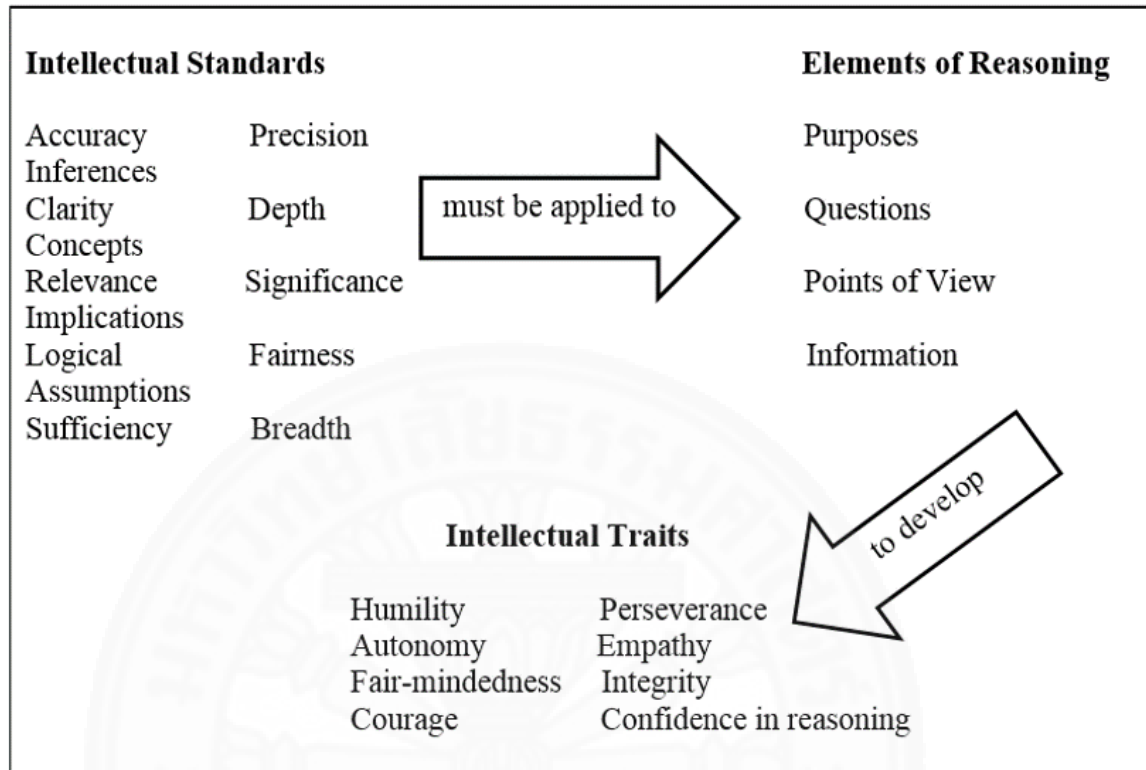 Intellectual Standards Elements of Reasoning
Accuracy Precision Purposes
Inferences
Clarity Depth must be applied to Questions
Concepts
Relevance Significance Points of View
Implications
Logical Fairness Information
Assumptions
Sufficiency Breadth
to develop
Intellectual Traits
Humility Perseverance
Autonomy Empathy
Fair-mindedness Integrity
Courage Confidence in reasoning